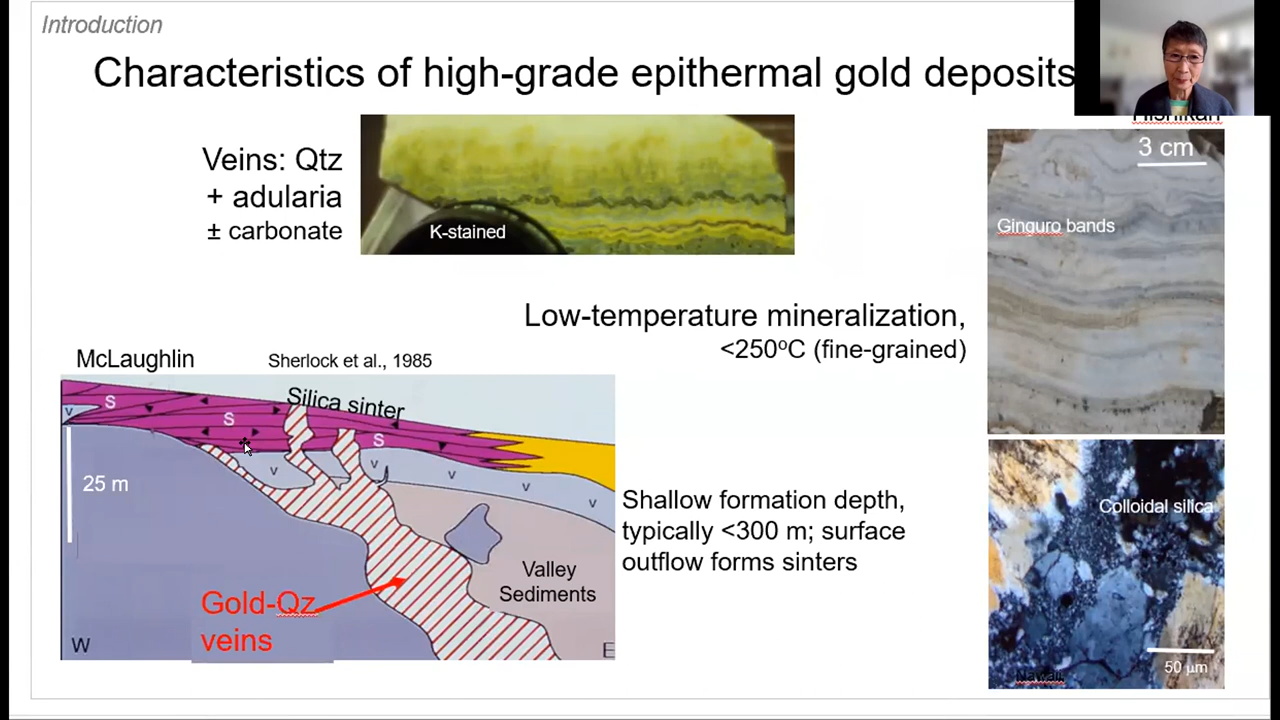 Introduction
Characteristics of high-grade epithermal gold deposits
Veins: Qtz
+ adularia
± carbonate
K-stained
Hishikari
3 cm
Ginguro bands
Low-temperature mineralization,
<250°C (fine-grained)
McLaughlin
Sherlock et al., 1985
Silica sinter
S
S
S
v
v
v
v
v
v
25 m
Gold-Qz
veins
Valley
Sediments
W
E
Shallow formation depth,
typically <300 m; surface
outflow forms sinters
Colloidal silica
50 µm